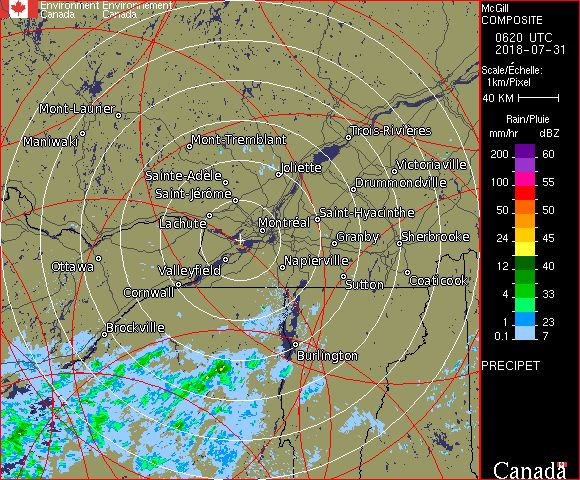 Environment Environnement
Canada Canada
McGill
COMPOSITE
0620 UTC
2018-07-31
Scale/Échelle:
1km/Pixel
40 KM
Rain/Pluie
mm/hr dBZ
200 60
100 55
50 50
24 45
12 40
4 33
1 23
0.1 7
PRECIPET
Canada
Mont-Laurier
Maniwaki
Mont-Tremblant
Trois-Rivières
Joliette
Victoriaville
Sainte-Adèle
Drummondville
Saint-Jérôme
Lachute
Saint-Hyacinthe
Montréal
Granby
Sherbrooke
Ottawa
Valleyfield
Napierville
Cornwall
Sutton
Coaticook
Brockville
Burlington